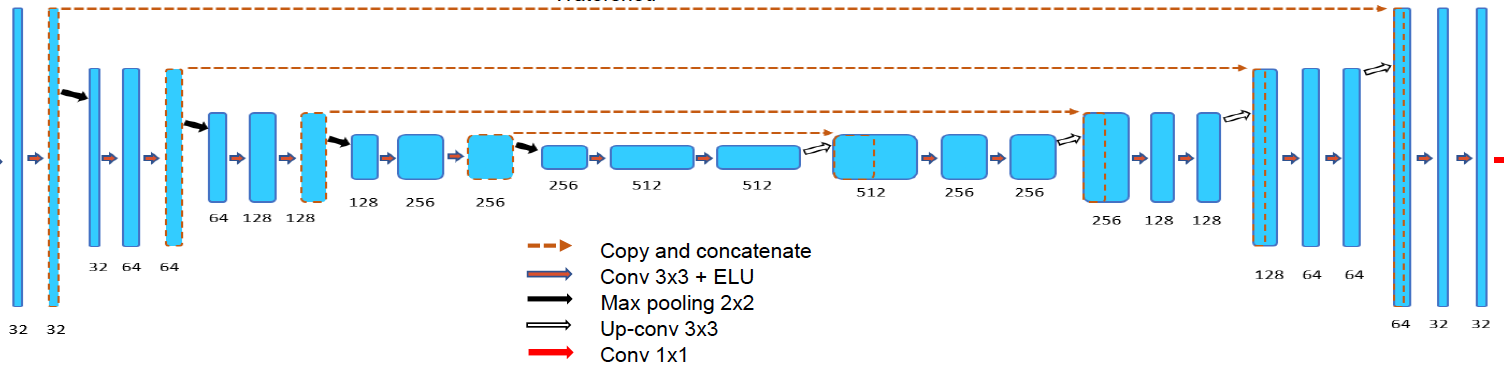 256 512 512
128 256 256 512 256 256
64 128 128 256 128 128
Copy and concatenate
32 64 64 Conv 3x3 + ELU 128 64 64
Max pooling 2x2
32 32 Up-conv 3x3 64 32 32
Conv 1x1